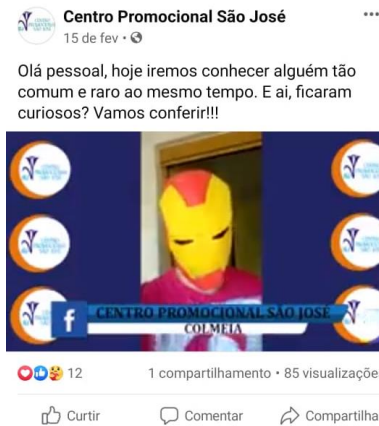 Centro Promocional São José
15 de fev
Olá pessoal, hoje iremos conhecer alguém tão
comum e raro ao mesmo tempo. E ai, ficaram
curiosos? Vamos conferir!!!
f CENTRO PROMOCIONAL SÃO JOSÉ
COLMEIA
12 1 compartilhamento • 85 visualizaçõe
Curtir Comentar Compartilha